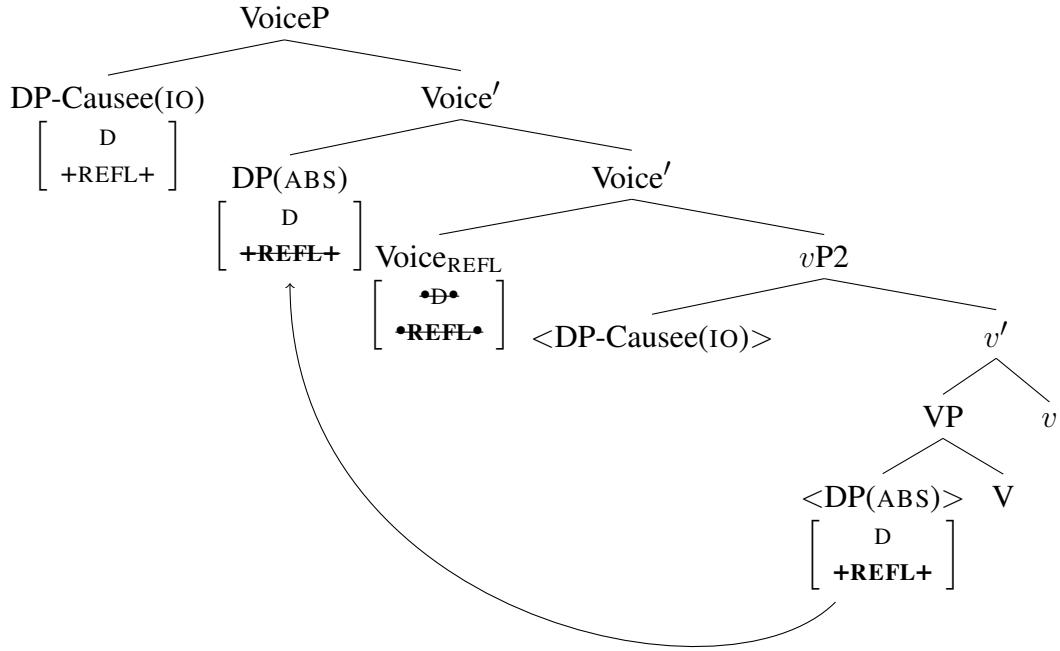 VoiceP
DP-Causee(IO)
D
+REFL+
Voice′
DP(ABS)
D
+REFL+
Voice′
VoiceREFL
•D•
•REFL•
vP2
<DP-Causee(IO)>
v′
VP
v
<DP(ABS)>
D
+REFL+
V